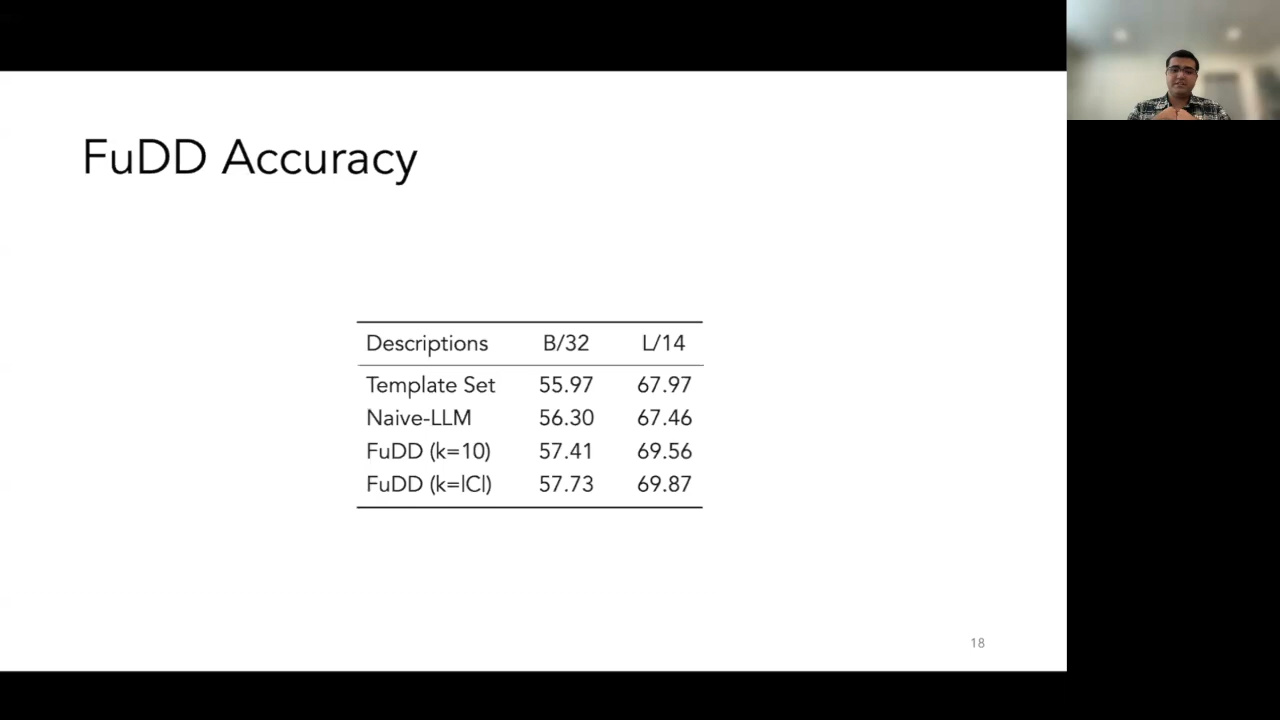 FuDD Accuracy
Descriptions B/32 L/14
Template Set 55.97 67.97
Naive-LLM 56.30 67.46
FuDD (k=10) 57.41 69.56
FuDD (k=|C|) 57.73 69.87
18